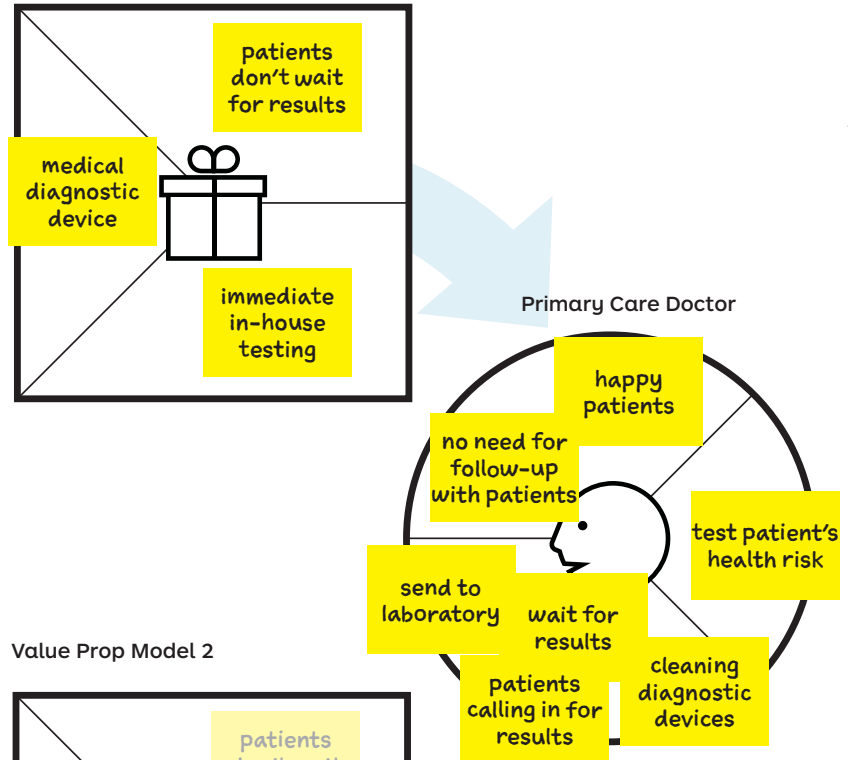 patients
don't wait
for results
medical
diagnostic
device
immediate
in-house
testing
Primary Care Doctor
happy
patients
no need for
follow-up
with patients
test patient's
health risk
send to
laboratory
wait for
results
patients
calling in for
results
cleaning
diagnostic
devices
Value Prop Model 2
patients